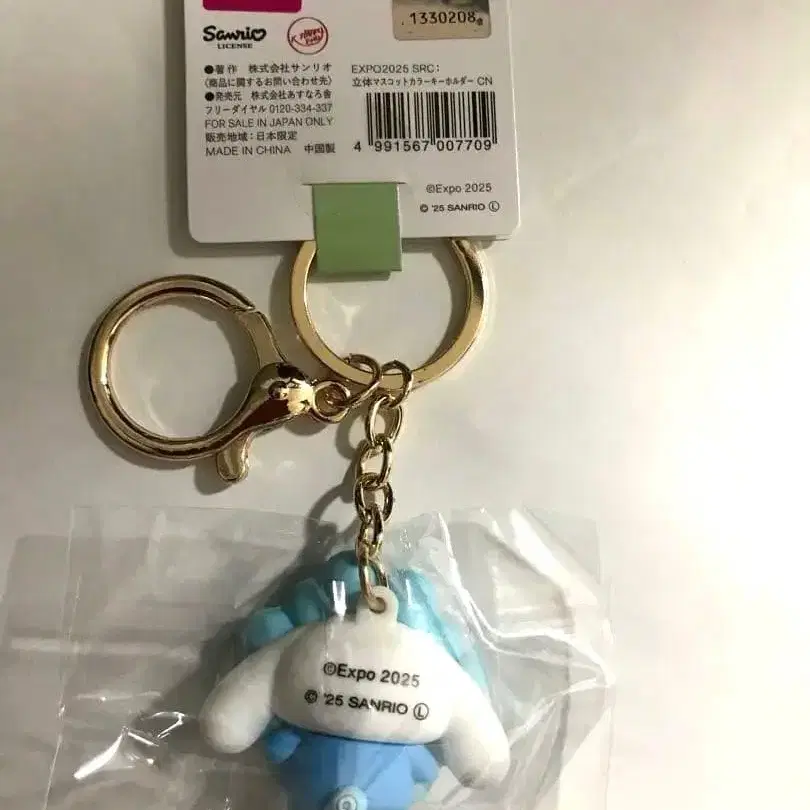 1330208
Sanrio
LICENSE
●著作 株式会社サンリオ
〈商品に関するお問い合わせ先〉
●発売元 株式会社あすなろ舎
フリーダイヤル 0120-334-337
FOR SALE IN JAPAN ONLY
販売地域:日本限定
MADE IN CHINA 中国製
EXPO2025 SRC:
立体マスコットカラーキーホルダー CN
4 991567 007709
©Expo 2025
© '25 SANRIO Ⓛ
©Expo 2025
© '25 SANRIO Ⓛ